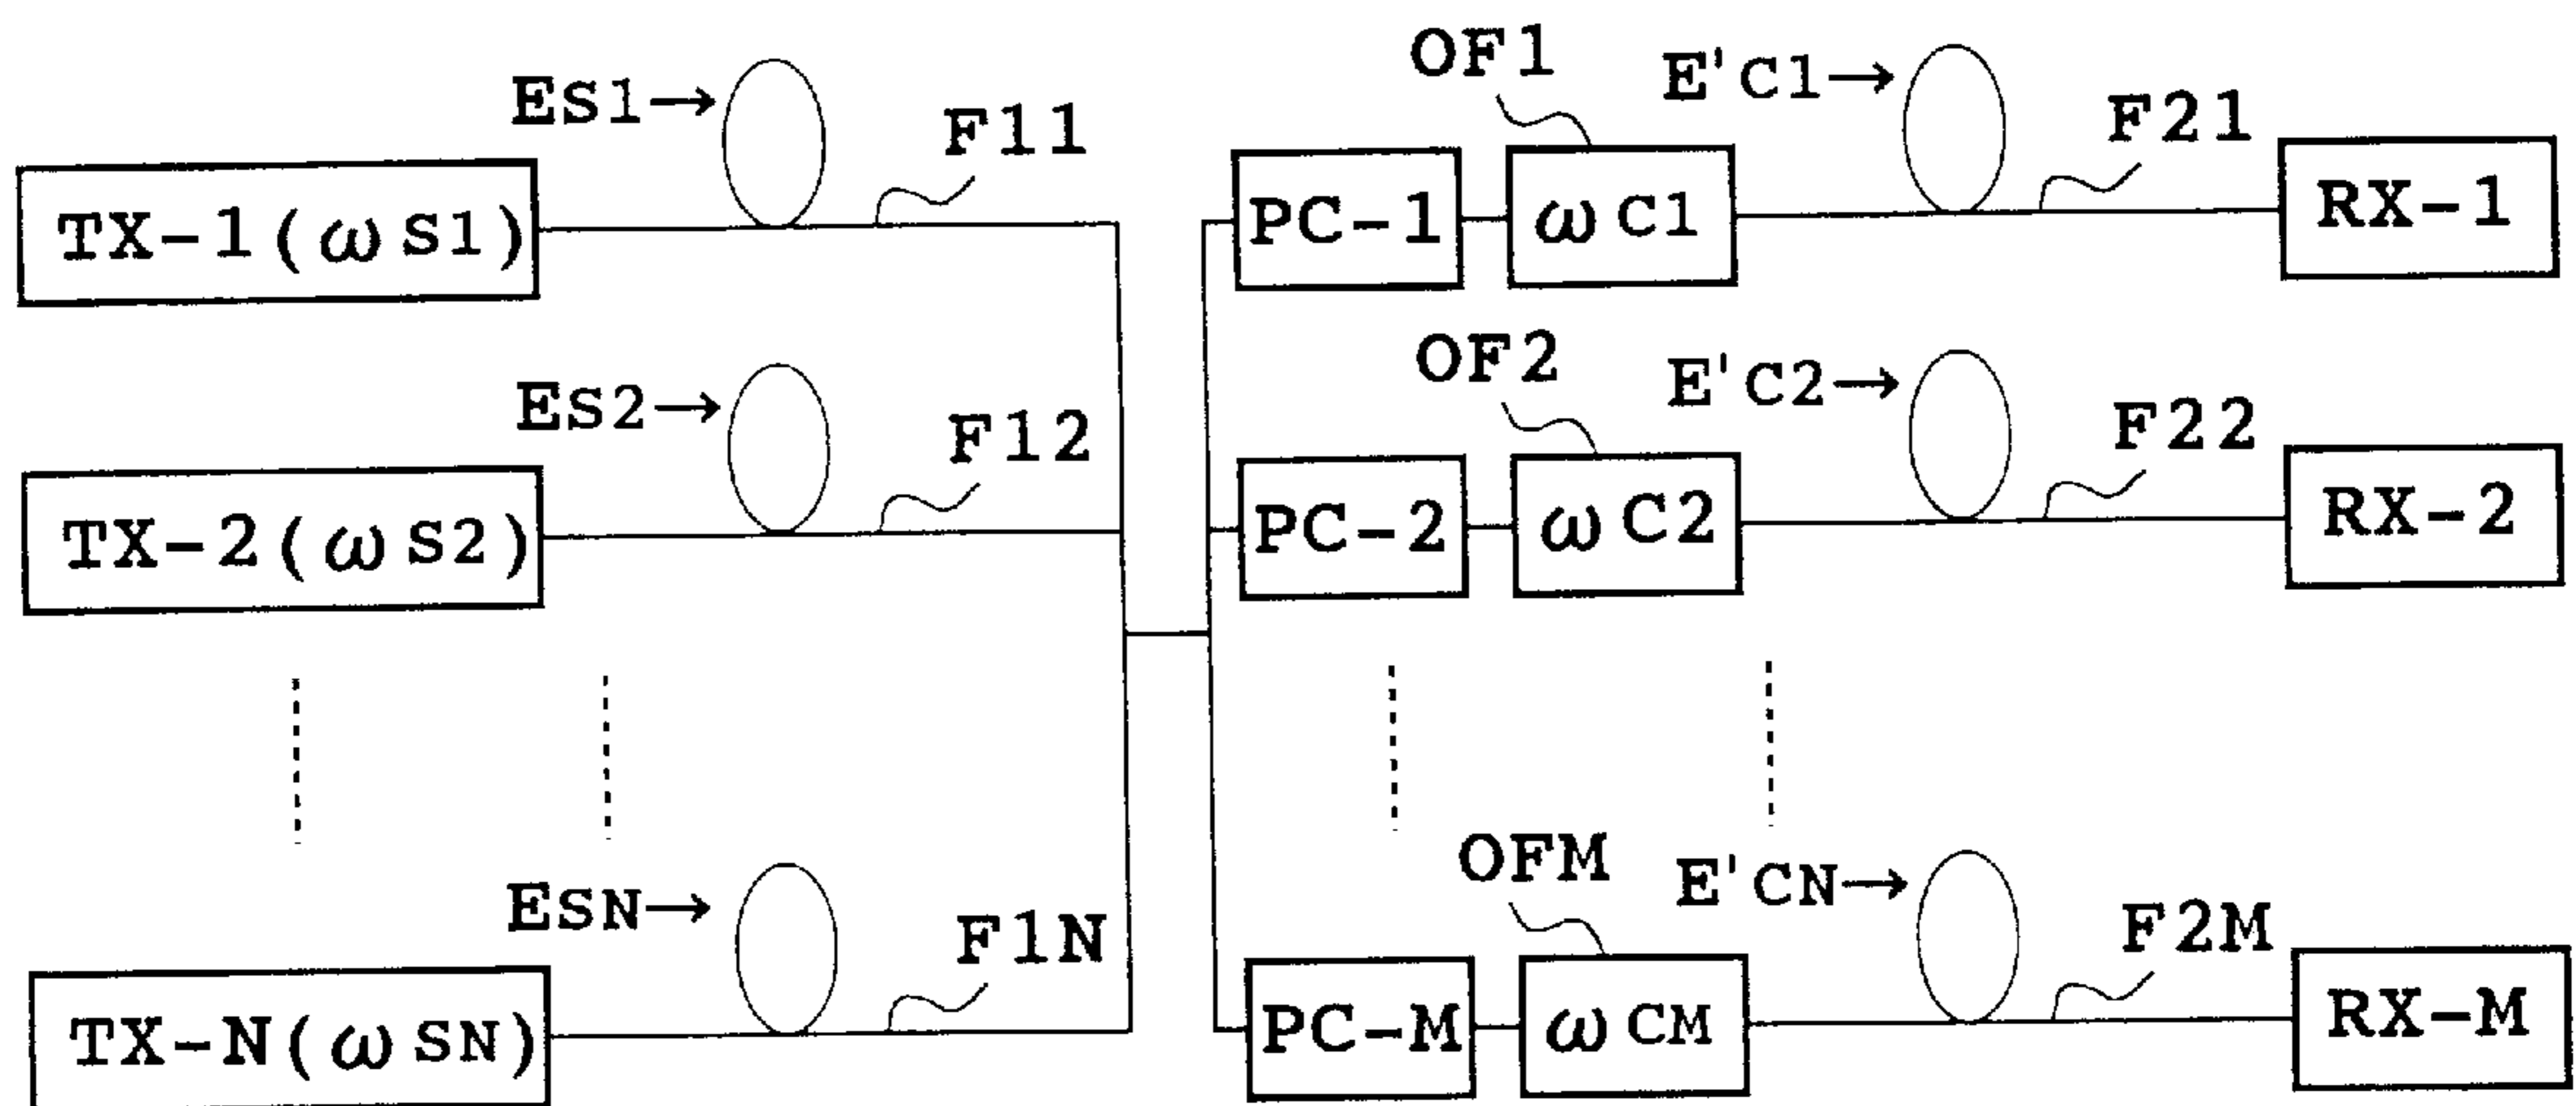 OF1
ES1→ E'C1→
F11 F21
TX-1(ωS1) PC-1 ωC1 RX-1
OF2
ES2→ E'C2→
F12 F22
TX-2(ωS2) PC-2 ωC2 RX-2
OFM
ESN→ E'CN→
F1N F2M
TX-N(ωSN) PC-M ωCM RX-M